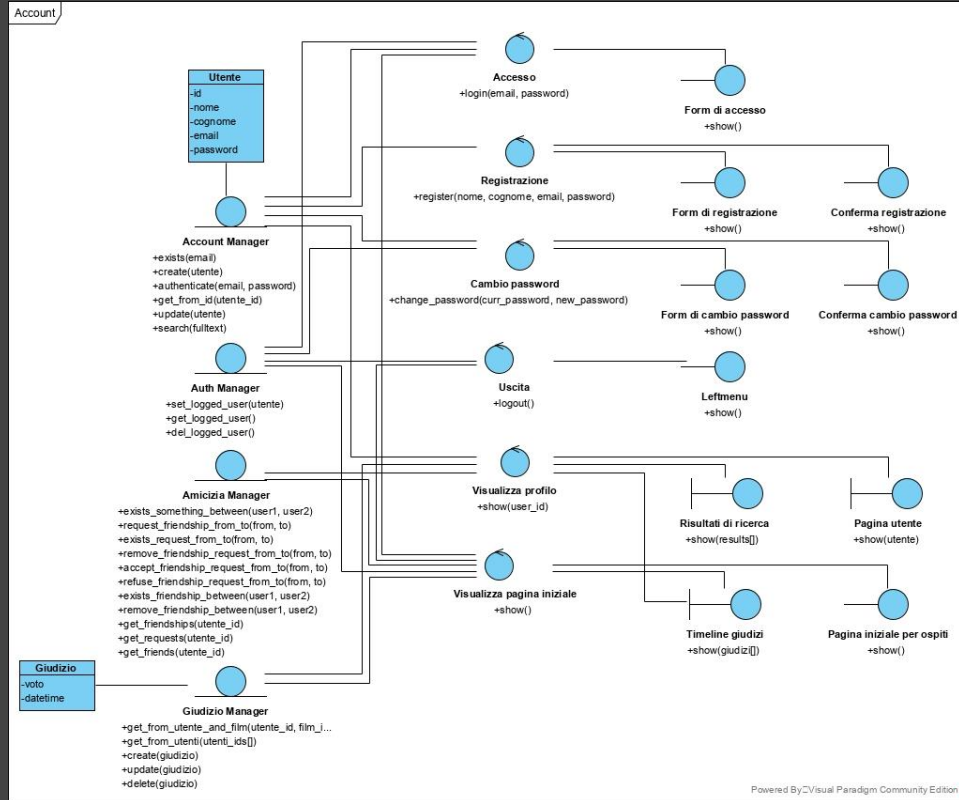 Account
Utente
-id
-nome
-cognome
-email
-password
Account Manager
+exists(email)
+create(utente)
+authenticate(email, password)
+get_from_id(utente_id)
+update(utente)
+search(fulltext)
Auth Manager
+set_logged_user(utente)
+get_logged_user()
+del_logged_user()
Amicizia Manager
+exists_something_between(user1, user2)
+request_friendship_from_to(from, to)
+exists_request_from_to(from, to)
+remove_friendship_request_from_to(from, to)
+accept_friendship_request_from_to(from, to)
+refuse_friendship_request_from_to(from, to)
+exists_friendship_between(user1, user2)
+remove_friendship_between(user1, user2)
+get_friendships(utente_id)
+get_requests(utente_id)
+get_friends(utente_id)
Giudizio
-voto
-datetime
Giudizio Manager
+get_from_utente_and_film(utente_id, film_i...
+get_from_utenti(utenti_ids[])
+create(giudizio)
+update(giudizio)
+delete(giudizio)
Accesso
+login(email, password)
Form di accesso
+show()
Registrazione
+register(nome, cognome, email, password)
Form di registrazione
+show()
Conferma registrazione
+show()
Cambio password
+change_password(curr_password, new_password)
Form di cambio password
+show()
Conferma cambio password
+show()
Uscita
+logout()
Leftmenu
+show()
Visualizza profilo
+show(user_id)
Risultati di ricerca
+show(results[])
Pagina utente
+show(utente)
Visualizza pagina iniziale
+show()
Timeline giudizi
+show(giudizi[])
Pagina iniziale per ospiti
+show()
Powered By Visual Paradigm Community Edition